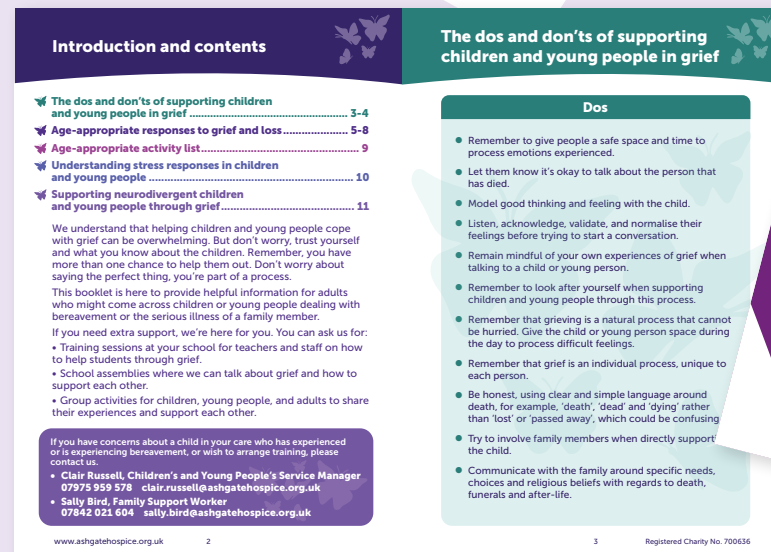 Introduction and contents
The dos and don'ts of supporting children
and young people in grief ........................................................ 3-4
Age-appropriate responses to grief and loss...................... 5-8
Age-appropriate activity list..................................................... 9
Understanding stress responses in children
and young people ...................................................................... 10
Supporting neurodivergent children
and young people through grief............................................. 11
We understand that helping children and young people cope
with grief can be overwhelming. But don't worry, trust yourself
and what you know about the children. Remember, you have
more than one chance to help them out. Don't worry about
saying the perfect thing, you're part of a process.
This booklet is here to provide helpful information for adults
who might come across children or young people dealing with
bereavement or the serious illness of a family member.
If you need extra support, we're here for you. You can ask us for:
• Training sessions at your school for teachers and staff on how
to help students through grief.
• School assemblies where we can talk about grief and how to
support each other.
• Group activities for children, young people, and adults to share
their experiences and support each other.
If you have concerns about a child in your care who has experienced
or is experiencing bereavement, or wish to arrange training, please
contact us.
• Clair Russell, Children's and Young People's Service Manager
07975 959 578 clair.russell@ashgatehospice.org.uk
• Sally Bird, Family Support Worker
07842 021 604 sally.bird@ashgatehospice.org.uk
www.ashgatehospice.org.uk 2
The dos and don'ts of supporting
children and young people in grief
Dos
• Remember to give people a safe space and time to
process emotions experienced.
• Let them know it's okay to talk about the person that
has died.
• Model good thinking and feeling with the child.
• Listen, acknowledge, validate, and normalise their
feelings before trying to start a conversation.
• Remain mindful of your own experiences of grief when
talking to a child or young person.
• Remember to look after yourself when supporting
children and young people through this process.
• Remember that grieving is a natural process that cannot
be hurried. Give the child or young person space during
the day to process difficult feelings.
• Remember that grief is an individual process, unique to
each person.
• Be honest, using clear and simple language around
death, for example, 'death', 'dead' and 'dying' rather
than 'lost' or 'passed away', which could be confusing
• Try to involve family members when directly support
the child.
• Communicate with the family around specific needs,
choices and religious beliefs with regards to death,
funerals and after-life.
3 Registered Charity No. 700636